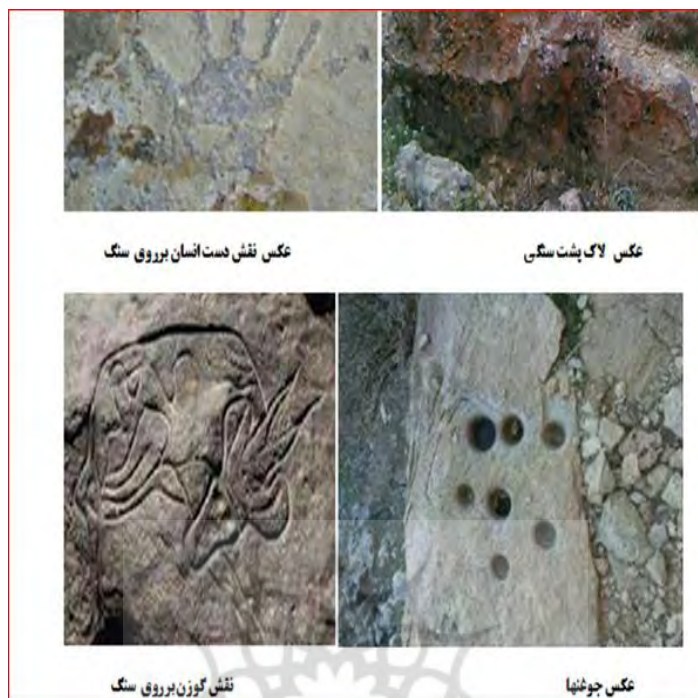 عکس لاک پشت سنگی
عکس نقش دست انسان برروی سنگ
عکس جوغنها
نقش گوزن برروی سنگ